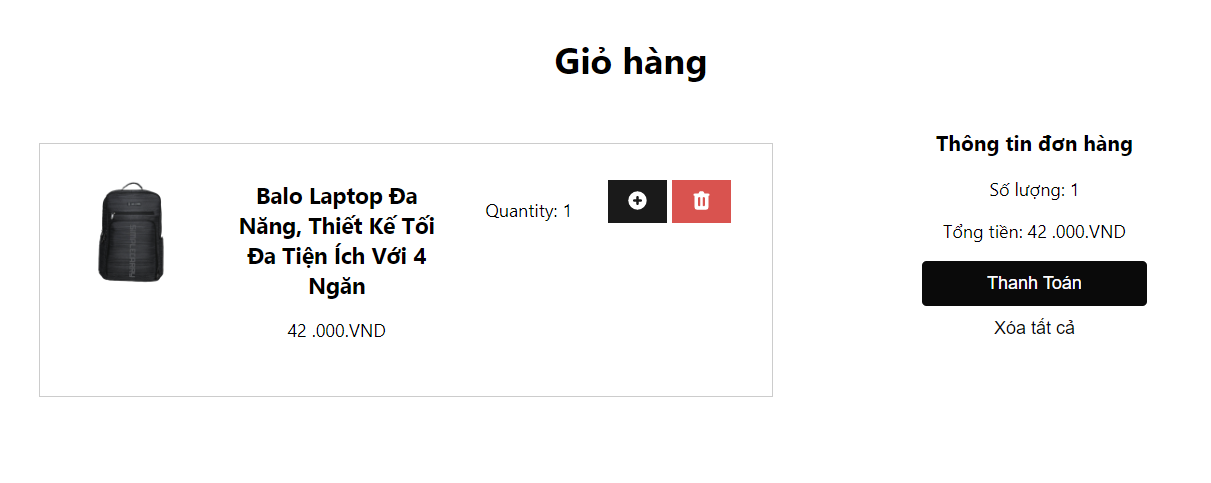 Giỏ hàng
Balo Laptop Đa
Năng, Thiết Kế Tối
Đa Tiện Ích Với 4
Ngăn
42 .000.VND
Quantity: 1
Thông tin đơn hàng
Số lượng: 1
Tổng tiền: 42 .000.VND
Thanh Toán
Xóa tất cả